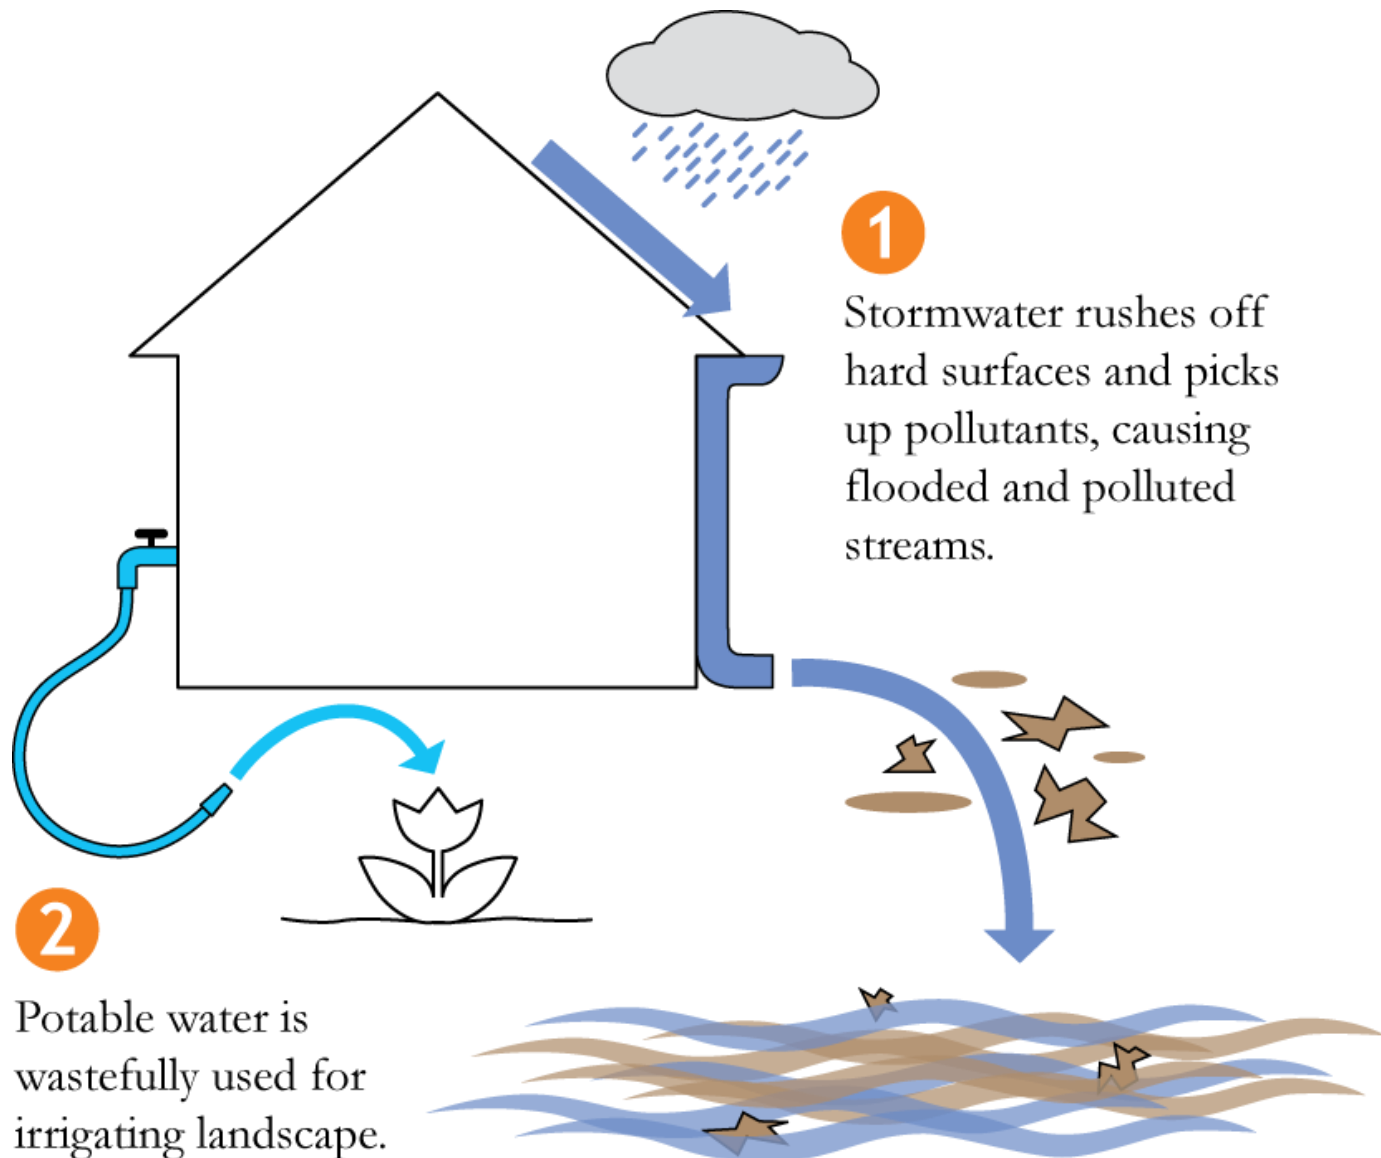 1
Stormwater rushes off
hard surfaces and picks
up pollutants, causing
flooded and polluted
streams.
2
Potable water is
wastefully used for
irrigating landscape.